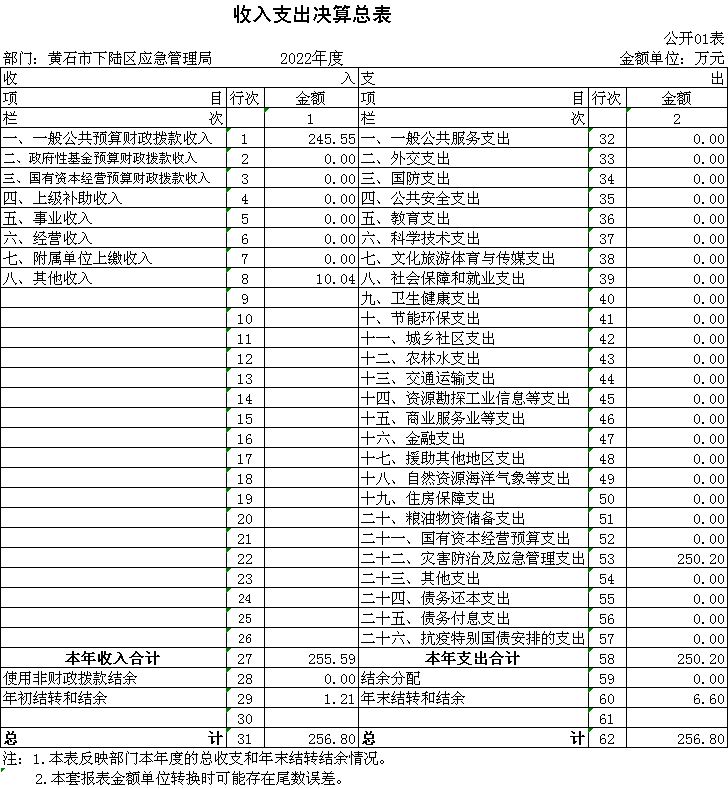 收入支出决算总表
公开01表
部门：黄石市下陆区应急管理局 2022年度 金额单位：万元
收 入 支 出
项 目 行次 金额 项 目 行次 金额
栏 次 1 栏 次 2
一、一般公共预算财政拨款收入 1 245.55 一、一般公共服务支出 32 0.00
二、政府性基金预算财政拨款收入 2 0.00 二、外交支出 33 0.00
三、国有资本经营预算财政拨款收入 3 0.00 三、国防支出 34 0.00
四、上级补助收入 4 0.00 四、公共安全支出 35 0.00
五、事业收入 5 0.00 五、教育支出 36 0.00
六、经营收入 6 0.00 六、科学技术支出 37 0.00
七、附属单位上缴收入 7 0.00 七、文化旅游体育与传媒支出 38 0.00
八、其他收入 8 10.04 八、社会保障和就业支出 39 0.00
9 九、卫生健康支出 40 0.00
10 十、节能环保支出 41 0.00
11 十一、城乡社区支出 42 0.00
12 十二、农林水支出 43 0.00
13 十三、交通运输支出 44 0.00
14 十四、资源勘探工业信息等支出 45 0.00
15 十五、商业服务业等支出 46 0.00
16 十六、金融支出 47 0.00
17 十七、援助其他地区支出 48 0.00
18 十八、自然资源海洋气象等支出 49 0.00
19 十九、住房保障支出 50 0.00
20 二十、粮油物资储备支出 51 0.00
21 二十一、国有资本经营预算支出 52 0.00
22 二十二、灾害防治及应急管理支出 53 250.20
23 二十三、其他支出 54 0.00
24 二十四、债务还本支出 55 0.00
25 二十五、债务付息支出 56 0.00
26 二十六、抗疫特别国债安排的支出 57 0.00
本年收入合计 27 255.59 本年支出合计 58 250.20
使用非财政拨款结余 28 0.00 结余分配 59 0.00
年初结转和结余 29 1.21 年末结转和结余 60 6.60
30 61
总 计 31 256.80 总 计 62 256.80
注：1.本表反映部门本年度的总收支和年末结转结余情况。
2.本套报表金额单位转换时可能存在尾数误差。